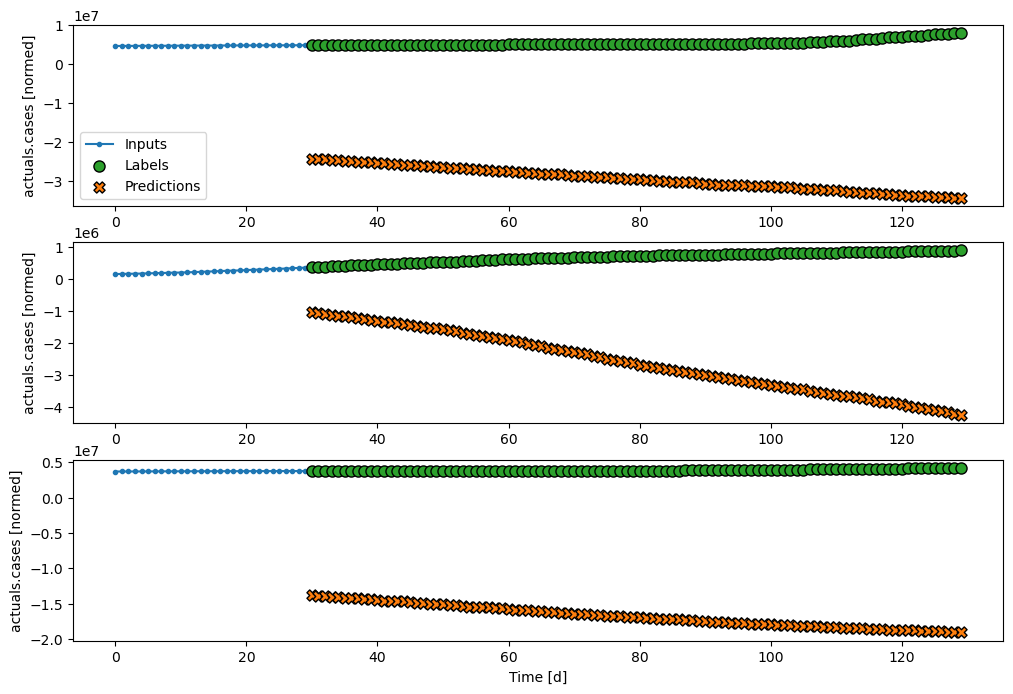 1e7
actuals.cases [normed]
1
0
−1
−2
−3
Inputs
Labels
Predictions
0 20 40 60 80 100 120
1e6
actuals.cases [normed]
1
0
−1
−2
−3
−4
0 20 40 60 80 100 120
1e7
actuals.cases [normed]
0.5
0.0
−0.5
−1.0
−1.5
−2.0
0 20 40 60 80 100 120
Time [d]